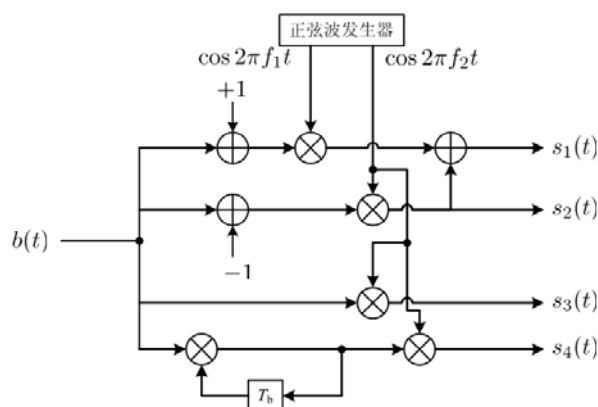 正弦波发生器
cos 2πf₁t
cos 2πf₂t
+1
s₁(t)
s₂(t)
b(t)
−1
s₃(t)
s₄(t)
T_b